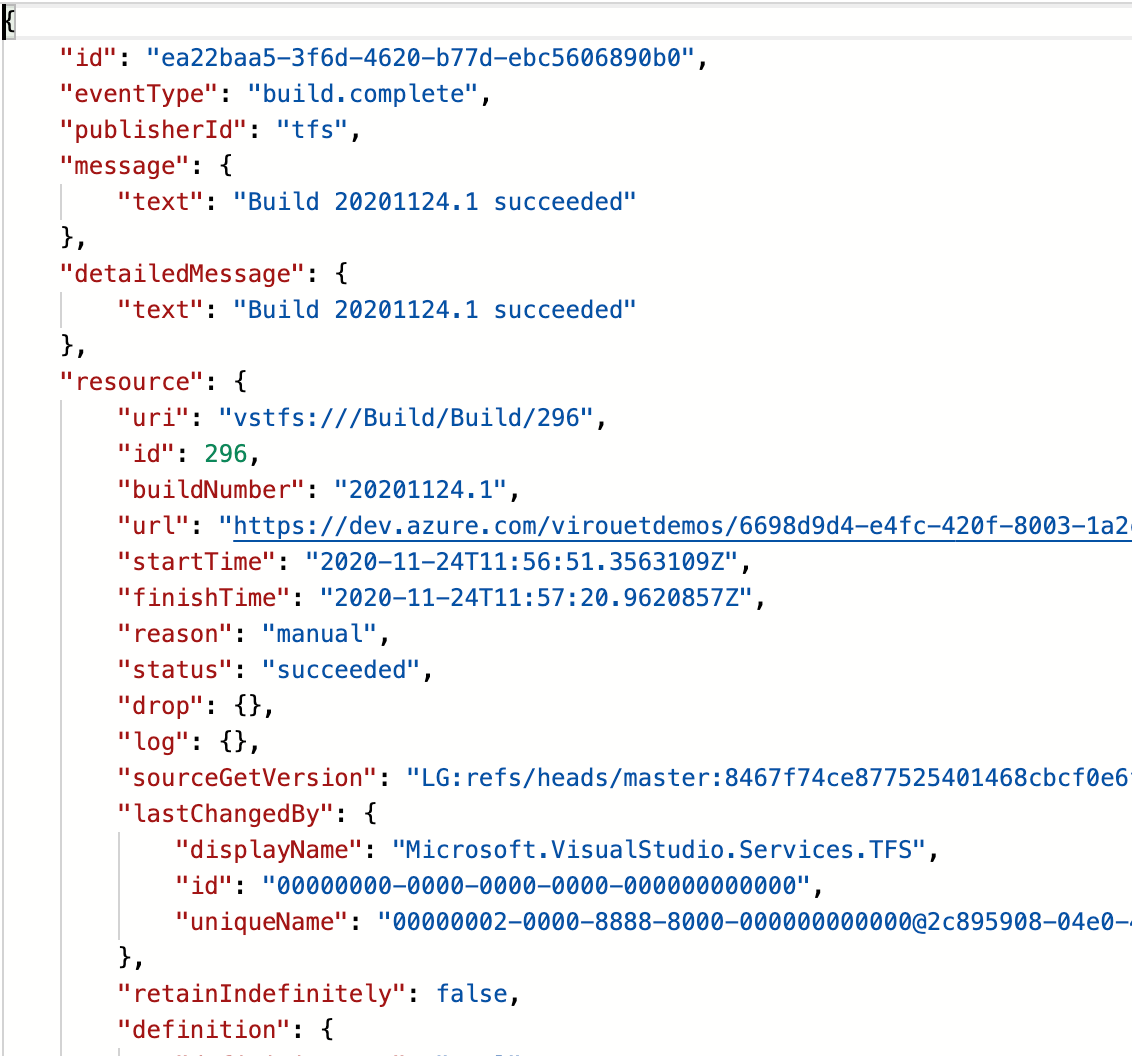 {
"id": "ea22baa5-3f6d-4620-b77d-ebc5606890b0",
"eventType": "build.complete",
"publisherId": "tfs",
"message": {
"text": "Build 20201124.1 succeeded"
},
"detailedMessage": {
"text": "Build 20201124.1 succeeded"
},
"resource": {
"uri": "vstfs:///Build/Build/296",
"id": 296,
"buildNumber": "20201124.1",
"url": "https://dev.azure.com/virouetdemos/6698d9d4-e4fc-420f-8003-1a2
"startTime": "2020-11-24T11:56:51.3563109Z",
"finishTime": "2020-11-24T11:57:20.9620857Z",
"reason": "manual",
"status": "succeeded",
"drop": {},
"log": {},
"sourceGetVersion": "LG:refs/heads/master:8467f74ce877525401468cbcf0e6
"lastChangedBy": {
"displayName": "Microsoft.VisualStudio.Services.TFS",
"id": "00000000-0000-0000-0000-000000000000",
"uniqueName": "00000002-0000-8888-8000-000000000000@2c895908-04e0-
},
"retainIndefinitely": false,
"definition": {